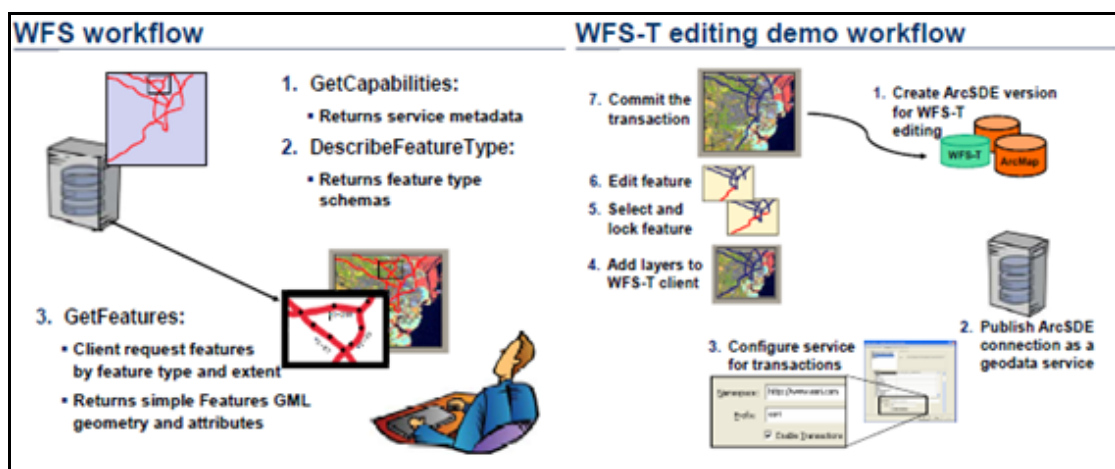 WFS workflow
1. GetCapabilities:
▪ Returns service metadata
2. DescribeFeatureType:
▪ Returns feature type
schemas
3. GetFeatures:
▪ Client request features
by feature type and extent
▪ Returns simple Features GML
geometry and attributes
WFS-T editing demo workflow
7. Commit the
transaction
1. Create ArcSDE version
for WFS-T
editing
WFS-T
ArcMap
6. Edit feature
5. Select and
lock feature
4. Add layers to
WFS-T client
2. Publish ArcSDE
connection as a
geodata service
3. Configure service
for transactions
Namespace:
Prefix:
Enable Transactions